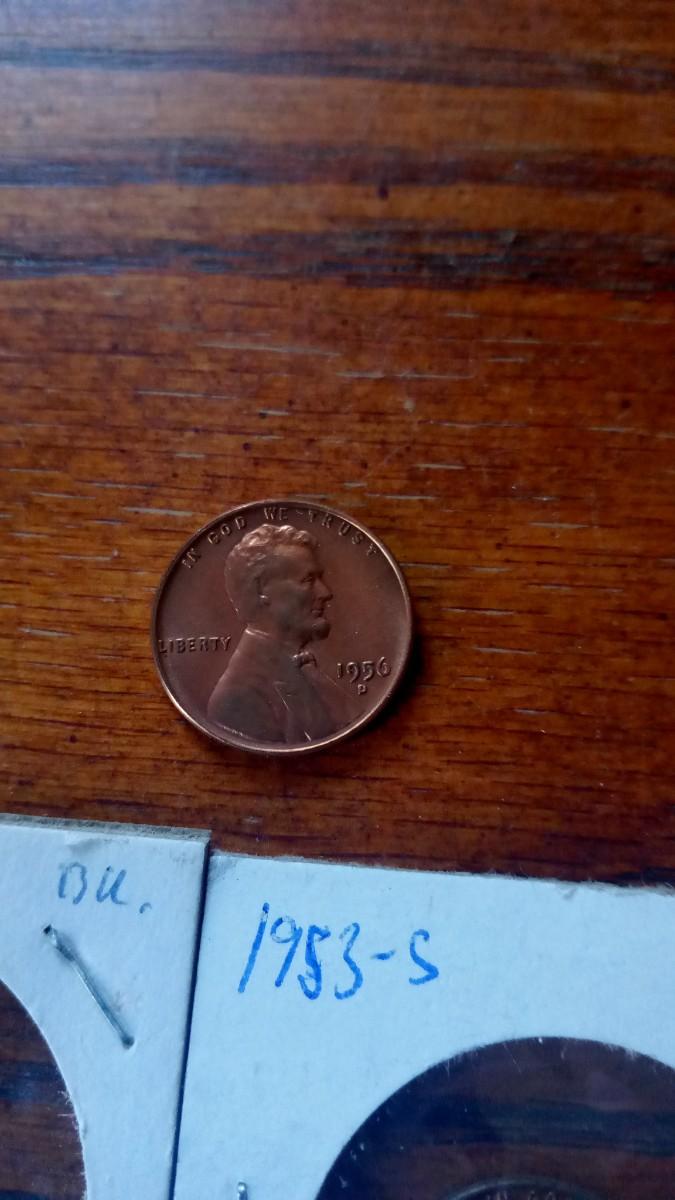 IN GOD WE TRUST
LIBERTY
1956
D
BU.
1953-S